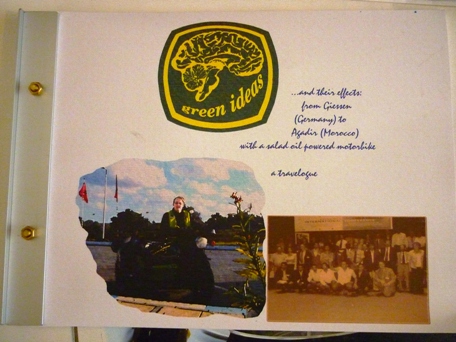 green ideas
...and their effects:
from Giessen
(Germany) to
Agadir (Morocco)
with a salad oil powered motorbike
a travelogue